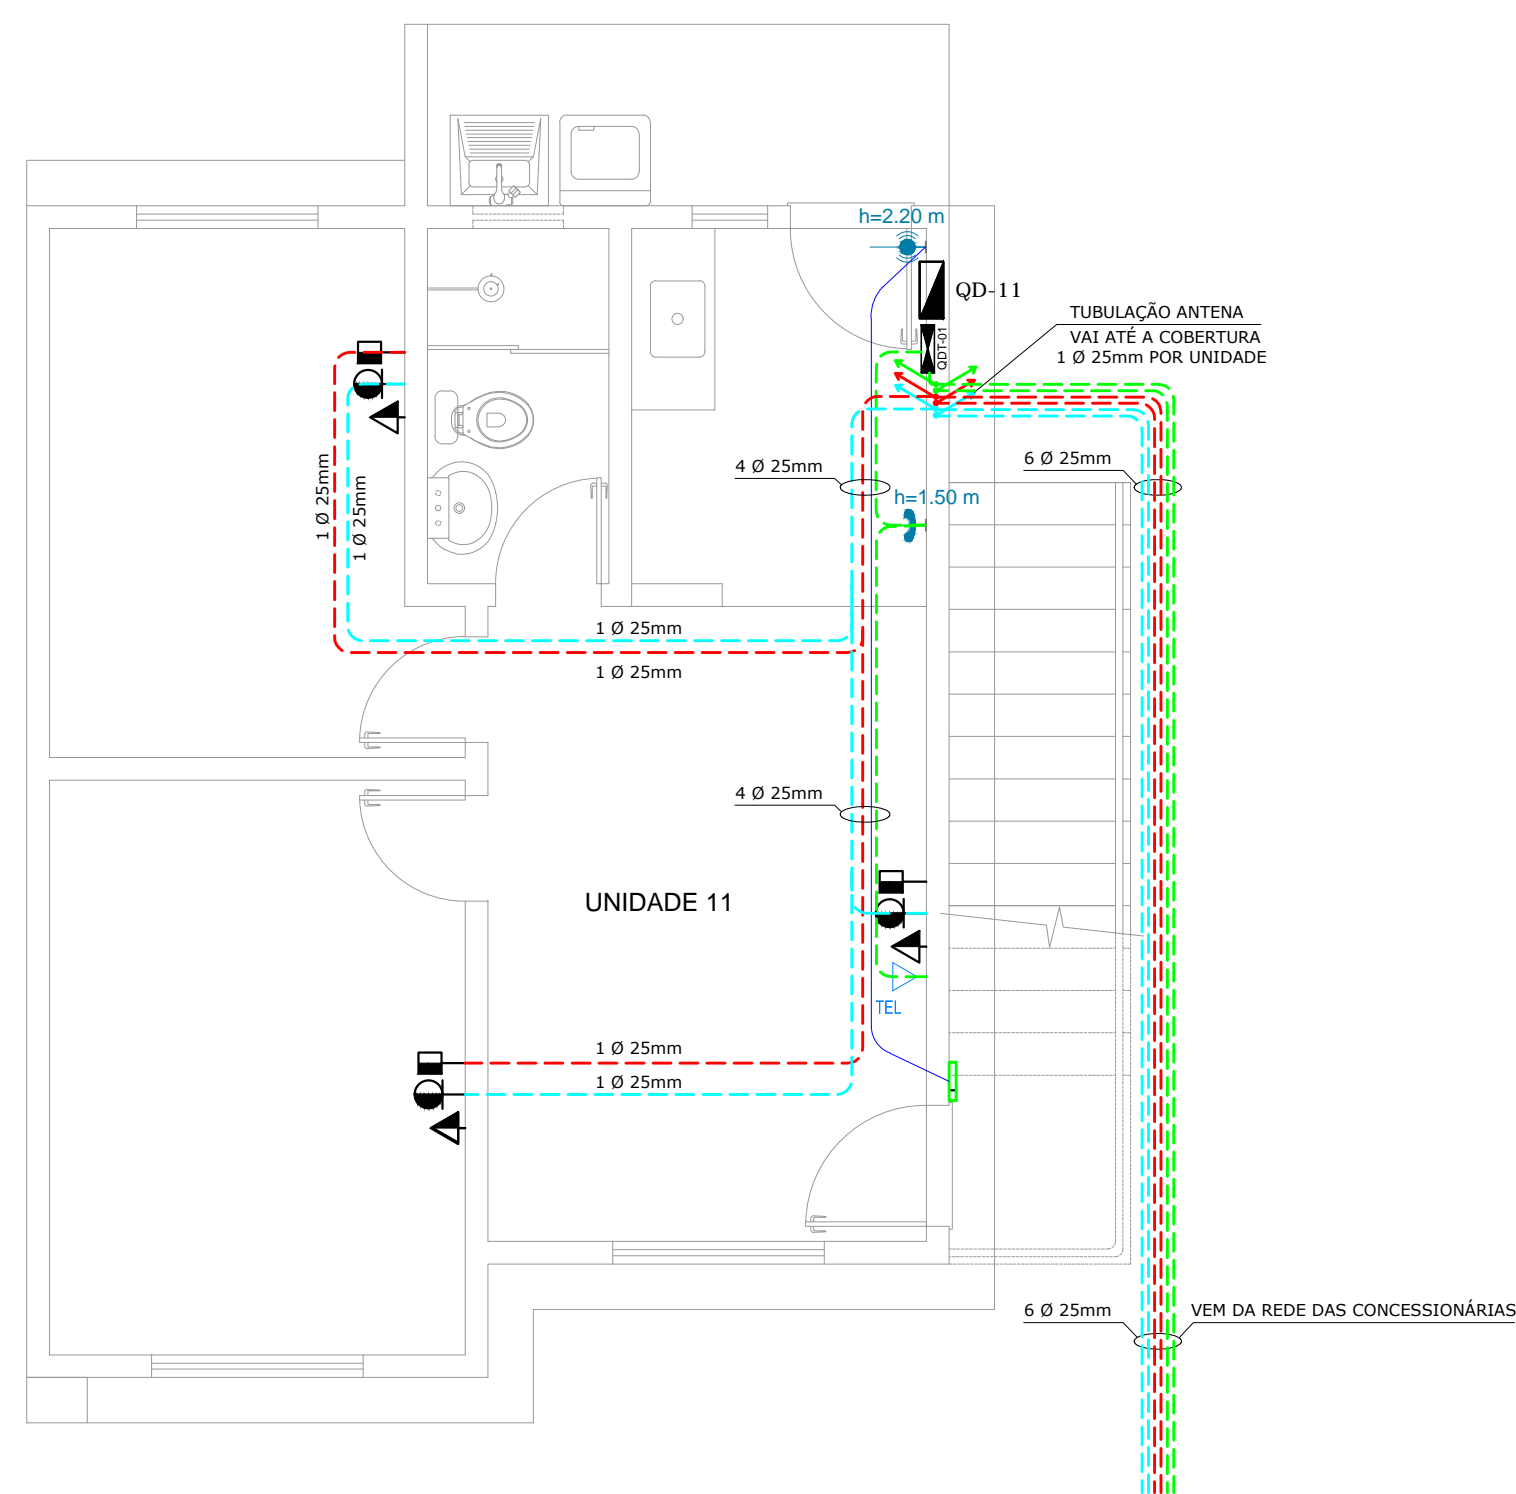 h=2.20 m
QD-11
QDT-01
TUBULAÇÃO ANTENA
VAI ATÉ A COBERTURA
1 Ø 25mm POR UNIDADE
4 Ø 25mm
6 Ø 25mm
h=1.50 m
1 Ø 25mm
1 Ø 25mm
1 Ø 25mm
1 Ø 25mm
4 Ø 25mm
UNIDADE 11
TEL
1 Ø 25mm
1 Ø 25mm
6 Ø 25mm
VEM DA REDE DAS CONCESSIONÁRIAS